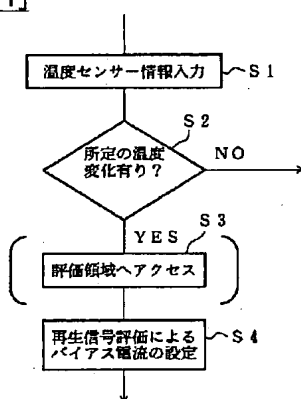 温度センサー情報入力
S1
S2
所定の温度
変化有り？
NO
YES
S3
評価領域へアクセス
再生信号評価による
バイアス電流の設定
S4